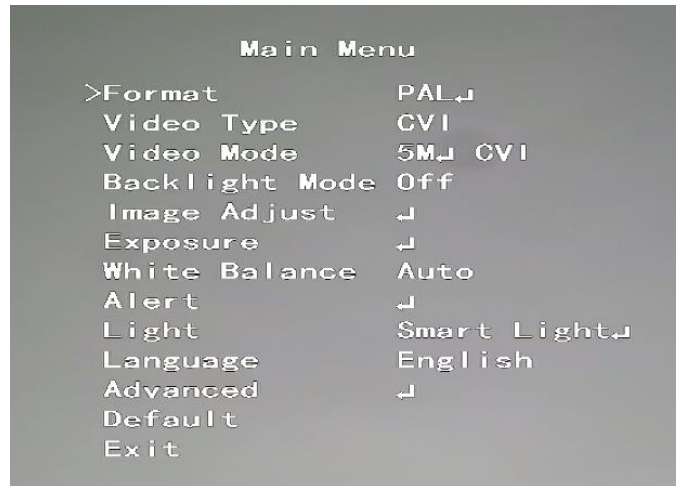 Main Menu
>Format PAL↵
Video Type CVI
Video Mode 5M↵ CVI
Backlight Mode Off
Image Adjust ↵
Exposure ↵
White Balance Auto
Alert ↵
Light Smart Light↵
Language English
Advanced ↵
Default
Exit